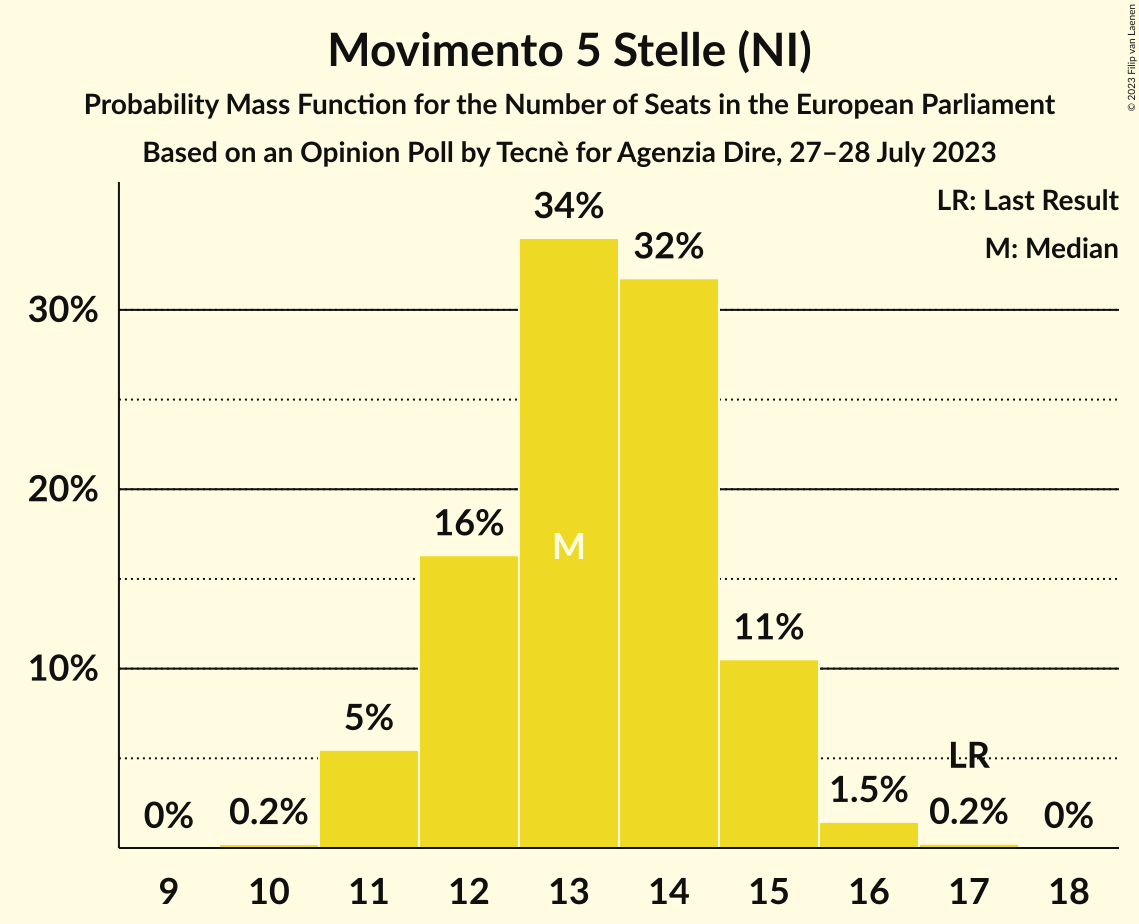 Movimento 5 Stelle (NI)
Probability Mass Function for the Number of Seats in the European Parliament
Based on an Opinion Poll by Tecnè for Agenzia Dire, 27–28 July 2023
© 2023 Filip van Laenen
LR: Last Result
M: Median
34%
32%
30%
20%
16%
M
11%
10%
5%
LR
1.5%
0%
0.2%
0.2%
0%
9 10 11 12 13 14 15 16 17 18